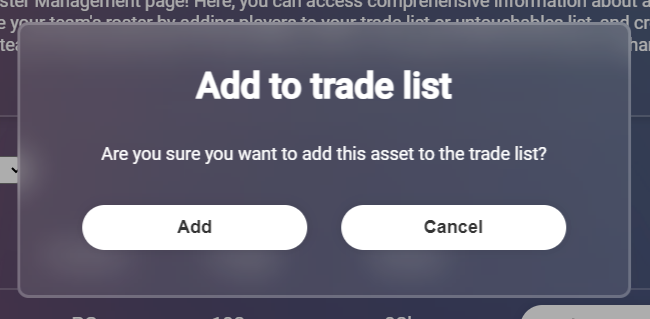 ster Management page! Here, you can access comprehensive information about a
e your team's roster by adding players to your trade list or untouchables list, and cr
tea
Add to trade list
Are you sure you want to add this asset to the trade list?
Add
Cancel